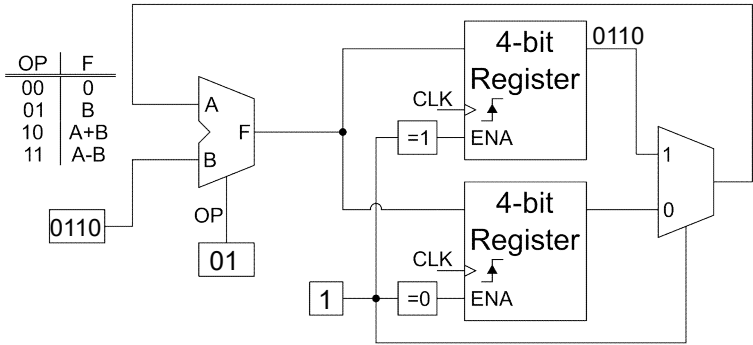 OP F
00 0
01 B
10 A+B
11 A-B
0110
A
B
F
OP
01
4-bit
Register
CLK
ENA
=1
0110
4-bit
Register
CLK
ENA
1
=0
1
0